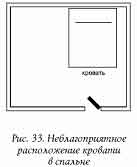 кровать
Рис. 33. Неблагоприятное
расположение кровати
в спальне